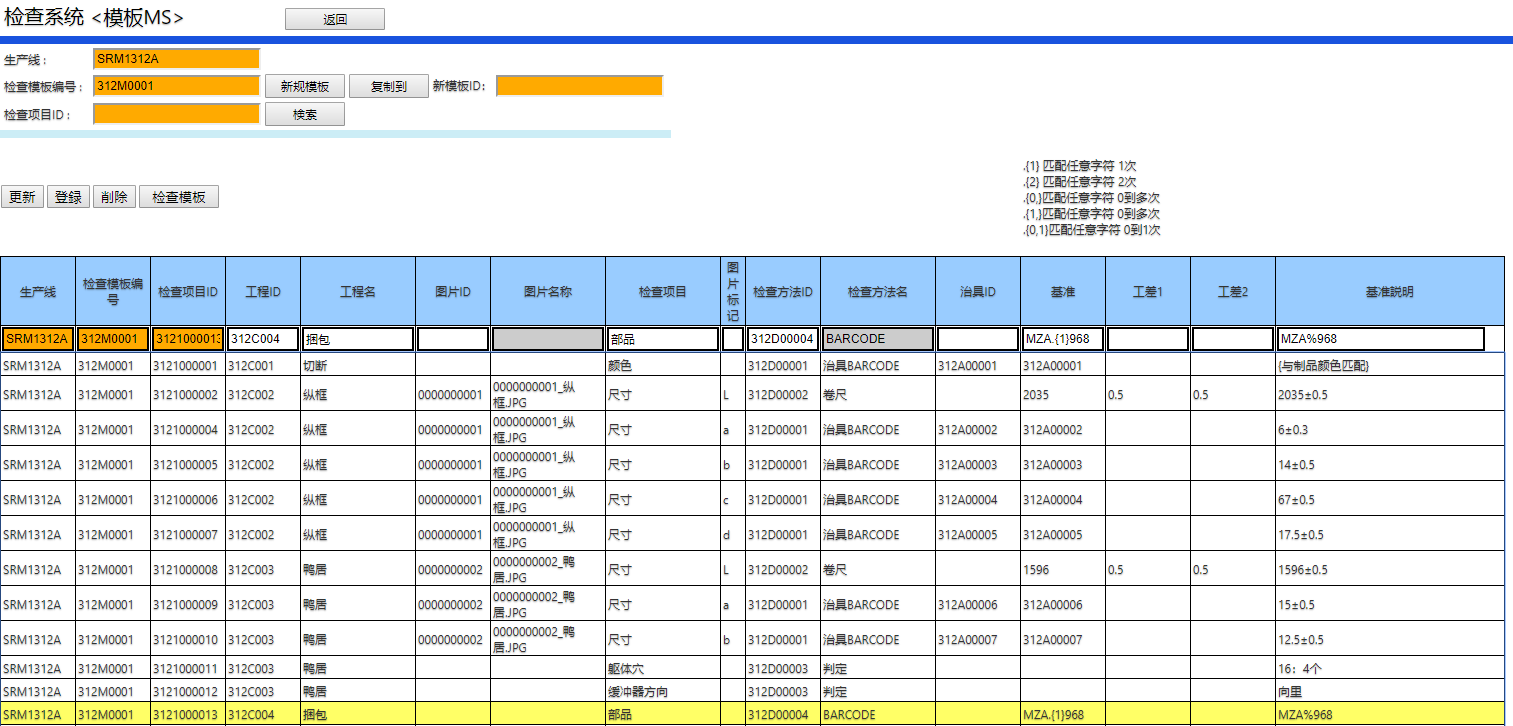 检查系统 <模板MS> 返回
生产线： SRM1312A
检查模板编号： 312M0001 新规模板 复制到 新模板ID：
检查项目ID： 検索
.{1} 匹配任意字符 1次
.{2} 匹配任意字符 2次
.{0,}匹配任意字符 0到多次
.{1,}匹配任意字符 0到多次
.{0,1}匹配任意字符 0到1次
更新 登録 削除 检查模板
生产线 检查模板编号 检查项目ID 工程ID 工程名 图片ID 图片名称 检查项目 图片标记 检查方法ID 检查方法名 治具ID 基准 工差1 工差2 基准説明
SRM1312A 312M0001 3121000013 312C004 捆包 部品 312D00004 BARCODE MZA.{1}968 MZA%968
SRM1312A 312M0001 3121000001 312C001 切断 颜色 312D00001 治具BARCODE 312A00001 312A00001 {与制品颜色匹配}
SRM1312A 312M0001 3121000002 312C002 纵框 0000000001 0000000001_纵框.JPG 尺寸 L 312D00002 卷尺 2035 0.5 0.5 2035±0.5
SRM1312A 312M0001 3121000004 312C002 纵框 0000000001 0000000001_纵框.JPG 尺寸 a 312D00001 治具BARCODE 312A00002 312A00002 6±0.3
SRM1312A 312M0001 3121000005 312C002 纵框 0000000001 0000000001_纵框.JPG 尺寸 b 312D00001 治具BARCODE 312A00003 312A00003 14±0.5
SRM1312A 312M0001 3121000006 312C002 纵框 0000000001 0000000001_纵框.JPG 尺寸 c 312D00001 治具BARCODE 312A00004 312A00004 67±0.5
SRM1312A 312M0001 3121000007 312C002 纵框 0000000001 0000000001_纵框.JPG 尺寸 d 312D00001 治具BARCODE 312A00005 312A00005 17.5±0.5
SRM1312A 312M0001 3121000008 312C003 鸭居 0000000002 0000000002_鸭居.JPG 尺寸 L 312D00002 卷尺 1596 0.5 0.5 1596±0.5
SRM1312A 312M0001 3121000009 312C003 鸭居 0000000002 0000000002_鸭居.JPG 尺寸 a 312D00001 治具BARCODE 312A00006 312A00006 15±0.5
SRM1312A 312M0001 3121000010 312C003 鸭居 0000000002 0000000002_鸭居.JPG 尺寸 b 312D00001 治具BARCODE 312A00007 312A00007 12.5±0.5
SRM1312A 312M0001 3121000011 312C003 鸭居 躯体穴 312D00003 判定 16：4个
SRM1312A 312M0001 3121000012 312C003 鸭居 缓冲器方向 312D00003 判定 向里
SRM1312A 312M0001 3121000013 312C004 捆包 部品 312D00004 BARCODE MZA.{1}968 MZA%968